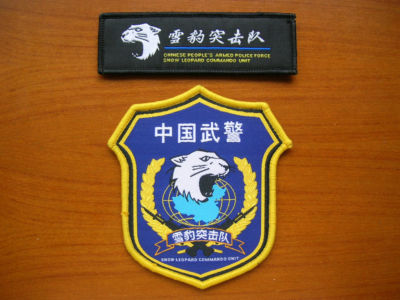 雪豹突击队
CHINESE PEOPLE'S ARMED POLICE FORCE
SNOW LEOPARD COMMANDO UNIT
中国武警
雪豹突击队
SNOW LEOPARD COMMANDO UNIT